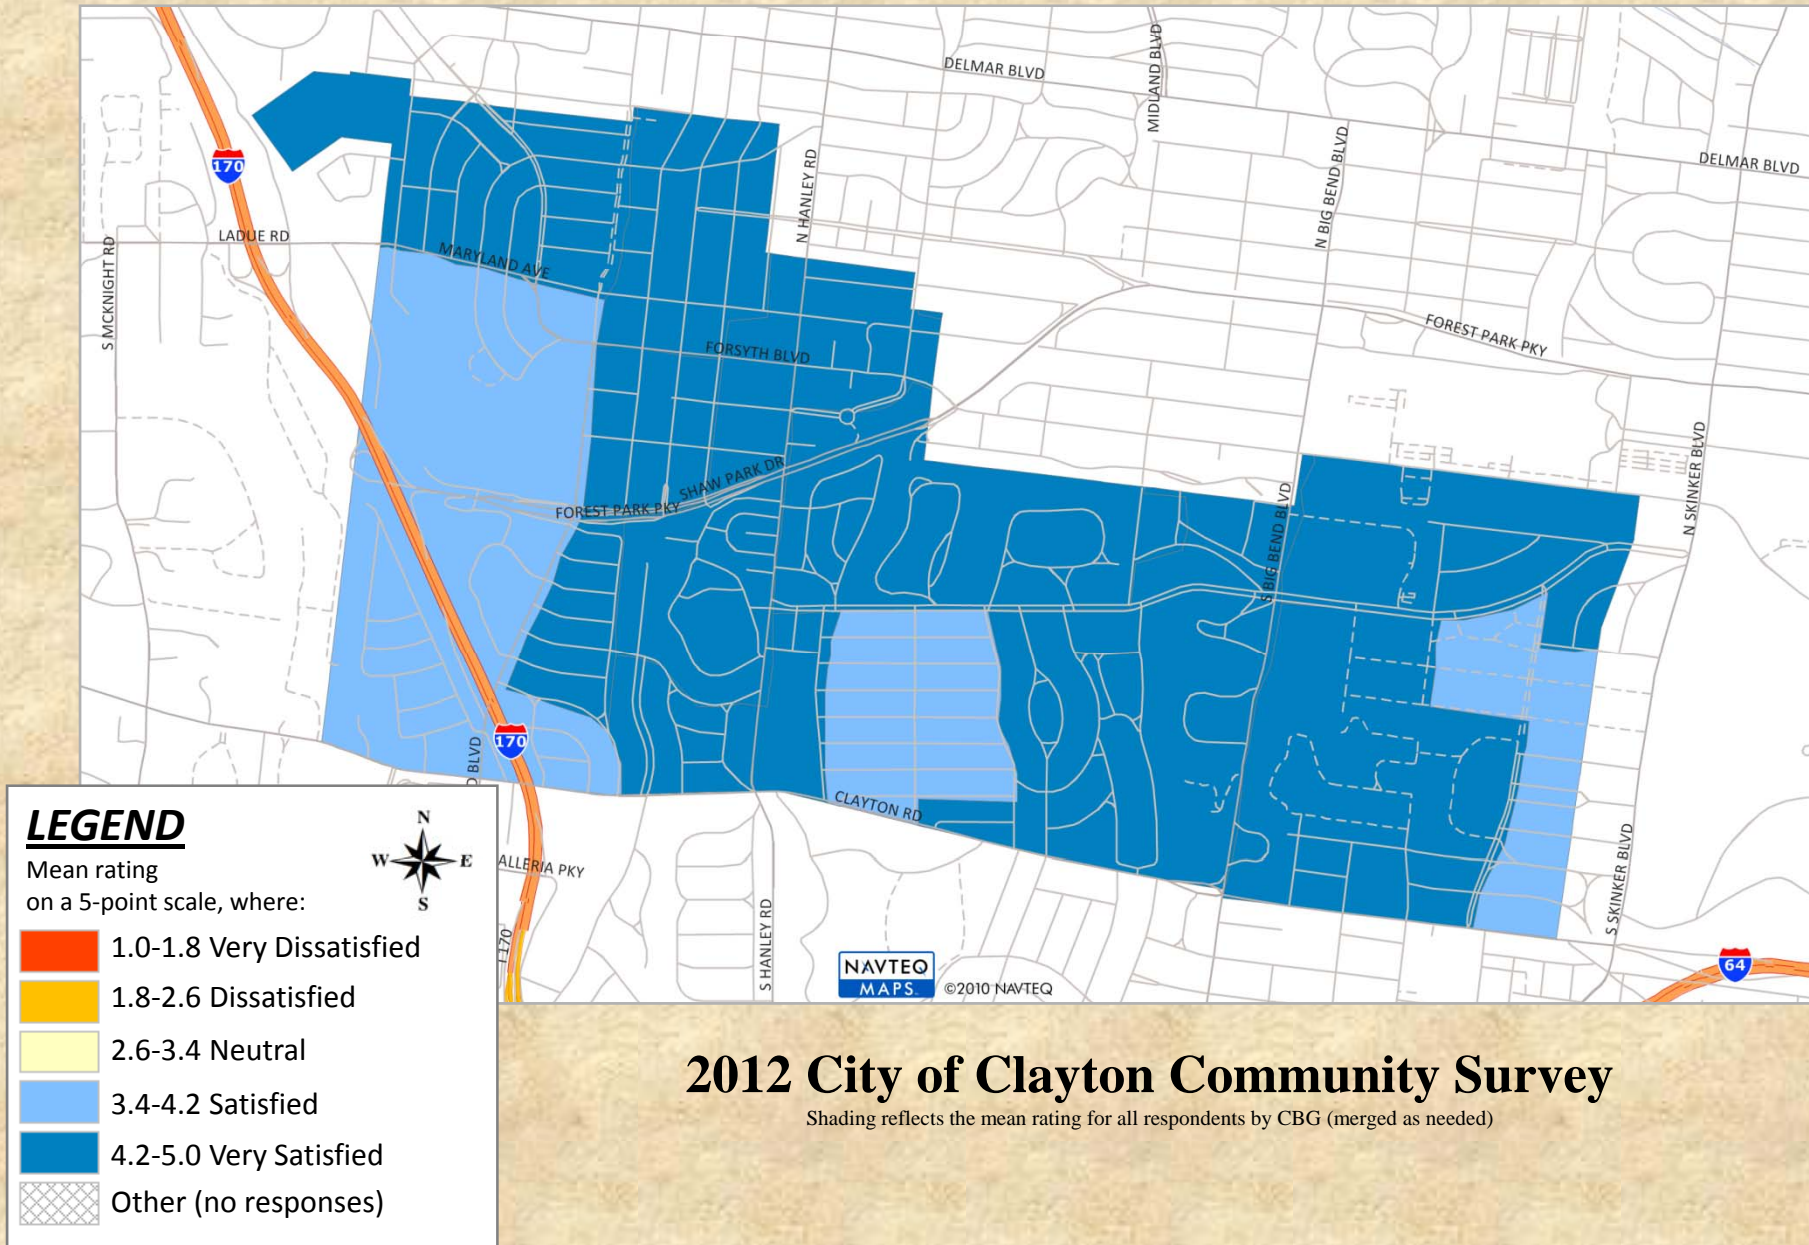 DELMAR BLVD
MIDLAND BLVD
N BIG BEND BLVD
DELMAR BLVD
170
N HANLEY RD
LADUE RD
S MCKNIGHT RD
MARYLAND AVE
FORSYTH BLVD
FOREST PARK PKY
N SKINKER BLVD
SHAW PARK DR
FOREST PARK PKY
S BIG BEND BLVD
170
D BLVD
CLAYTON RD
ALLERIA PKY
S HANLEY RD
I 170
S SKINKER BLVD
64
NAVTEQ
MAPS.
©2010 NAVTEQ
LEGEND
N
W E
S
Mean rating
on a 5-point scale, where:
1.0-1.8 Very Dissatisfied
1.8-2.6 Dissatisfied
2.6-3.4 Neutral
3.4-4.2 Satisfied
4.2-5.0 Very Satisfied
Other (no responses)
2012 City of Clayton Community Survey
Shading reflects the mean rating for all respondents by CBG (merged as needed)